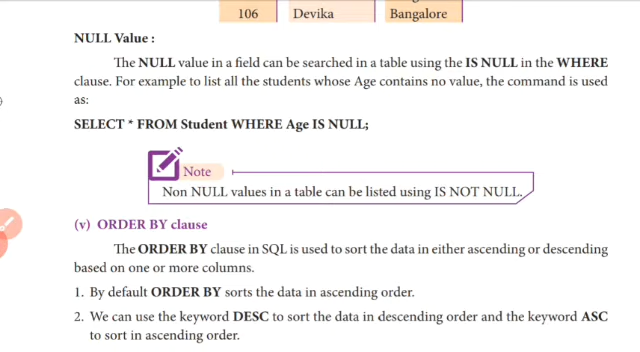 106 Devika Bangalore
NULL Value :
The NULL value in a field can be searched in a table using the IS NULL in the WHERE
clause. For example to list all the students whose Age contains no value, the command is used
as:
SELECT * FROM Student WHERE Age IS NULL;
Note
Non NULL values in a table can be listed using IS NOT NULL.
(v) ORDER BY clause
The ORDER BY clause in SQL is used to sort the data in either ascending or descending
based on one or more columns.
1. By default ORDER BY sorts the data in ascending order.
2. We can use the keyword DESC to sort the data in descending order and the keyword ASC
to sort in ascending order.